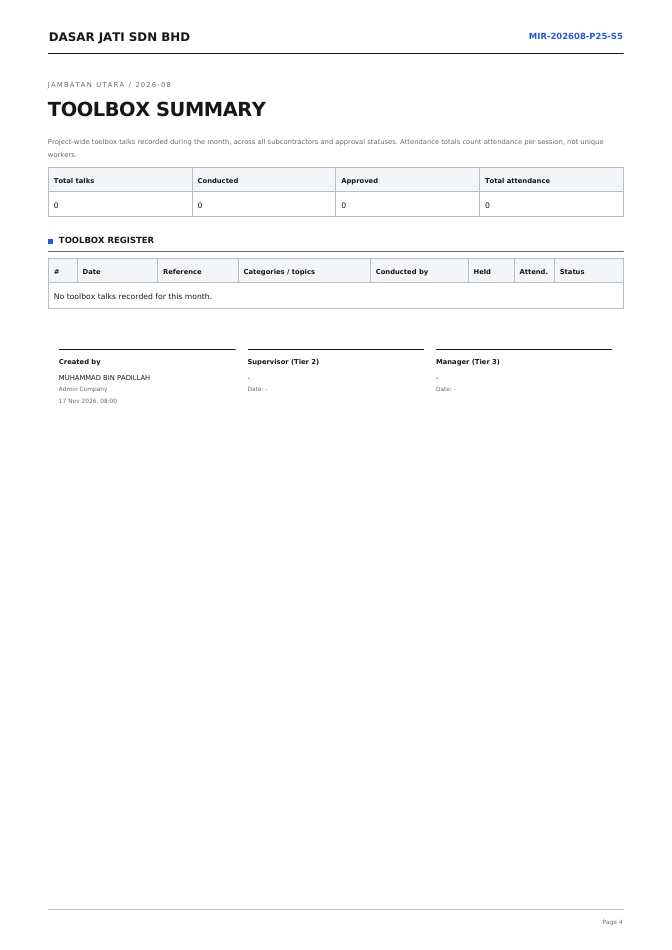 DASAR JATI SDN BHD
MIR-202608-P25-S5
JAMBATAN UTARA / 2026-08
TOOLBOX SUMMARY
Project-wide toolbox talks recorded during the month, across all subcontractors and approval statuses. Attendance totals count attendance per session, not unique
workers.
Total talks Conducted Approved Total attendance
0 0 0 0
TOOLBOX REGISTER
# Date Reference Categories / topics Conducted by Held Attend. Status
No toolbox talks recorded for this month.
Created by Supervisor (Tier 2) Manager (Tier 3)
MUHAMMAD BIN PADILLAH - -
Admin Company Date: - Date: -
17 Nov 2026, 08:00
Page 4